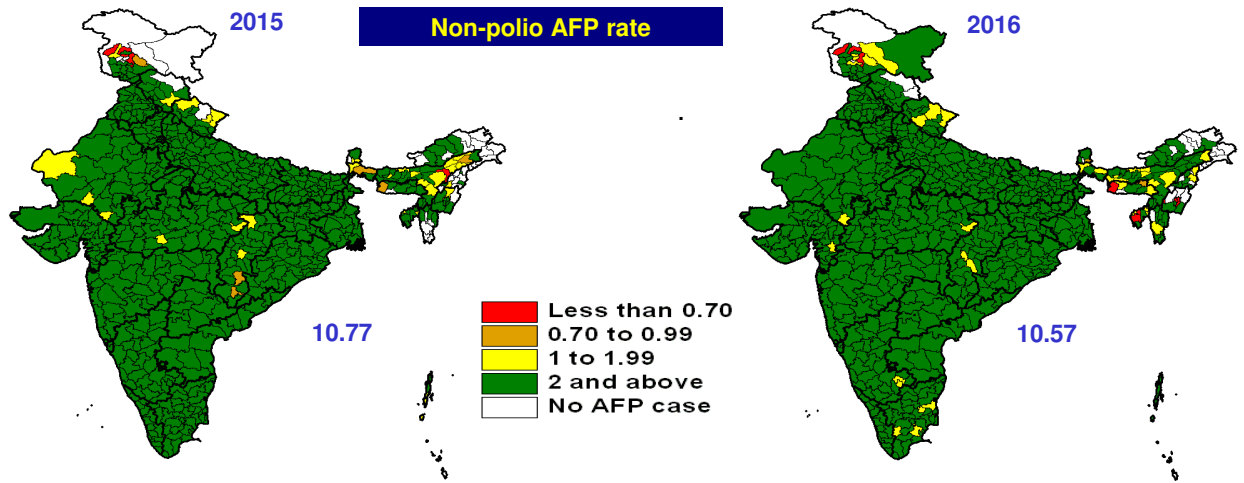 2015
Non-polio AFP rate
2016
10.77
Less than 0.70
0.70 to 0.99
1 to 1.99
2 and above
No AFP case
10.57